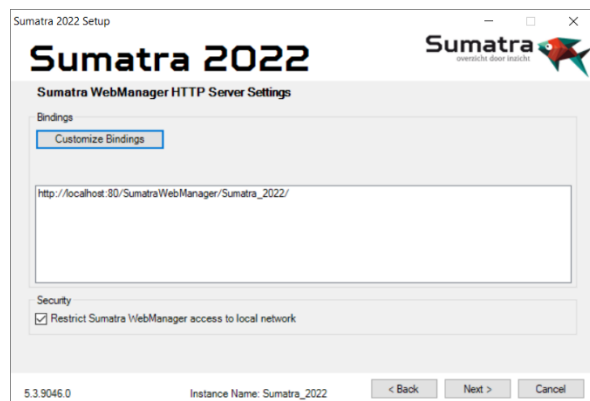 Sumatra 2022 Setup
Sumatra 2022
Sumatra
overzicht door inzicht
Sumatra WebManager HTTP Server Settings
Bindings
Customize Bindings
http://localhost:80/SumatraWebManager/Sumatra_2022/
Security
Restrict Sumatra WebManager access to local network
5.3.9046.0
Instance Name: Sumatra_2022
< Back
Next >
Cancel